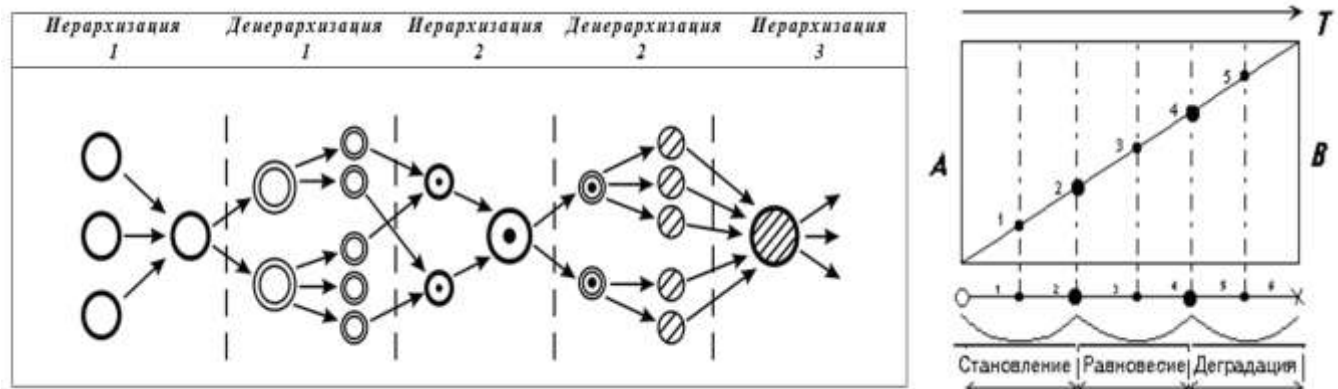 Иерархизация
1
Деиерархизация
1
Иерархизация
2
Деиерархизация
2
Иерархизация
3
T
A
B
1
2
3
4
5
1 2 3 4 5 6
Становление Равновесие Деградация